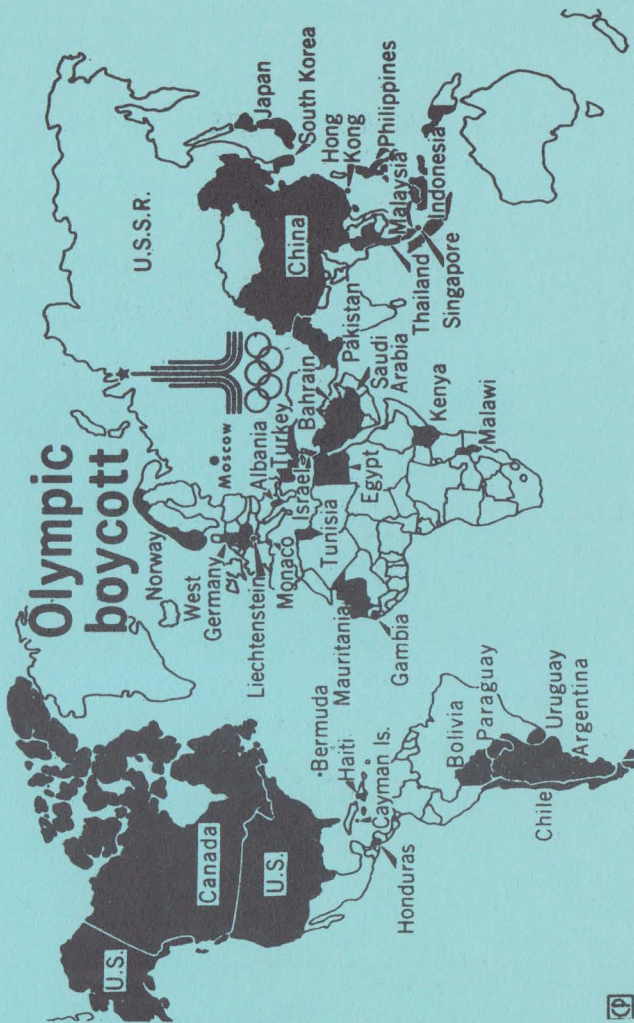 Olympic
boycott
U.S.
Canada
U.S.
Honduras
Bermuda
Haiti
Cayman Is.
Bolivia
Paraguay
Uruguay
Argentina
Chile
Norway
West
Germany
Liechtenstein
Monaco
Mauritania
Gambia
Tunisia
Israel
Albania
Turkey
Egypt
Bahrain
Moscow
Pakistan
Saudi
Arabia
Kenya
Malawi
U.S.S.R.
China
Japan
South Korea
Hong
Kong
Philippines
Malaysia
Indonesia
Thailand
Singapore
CP